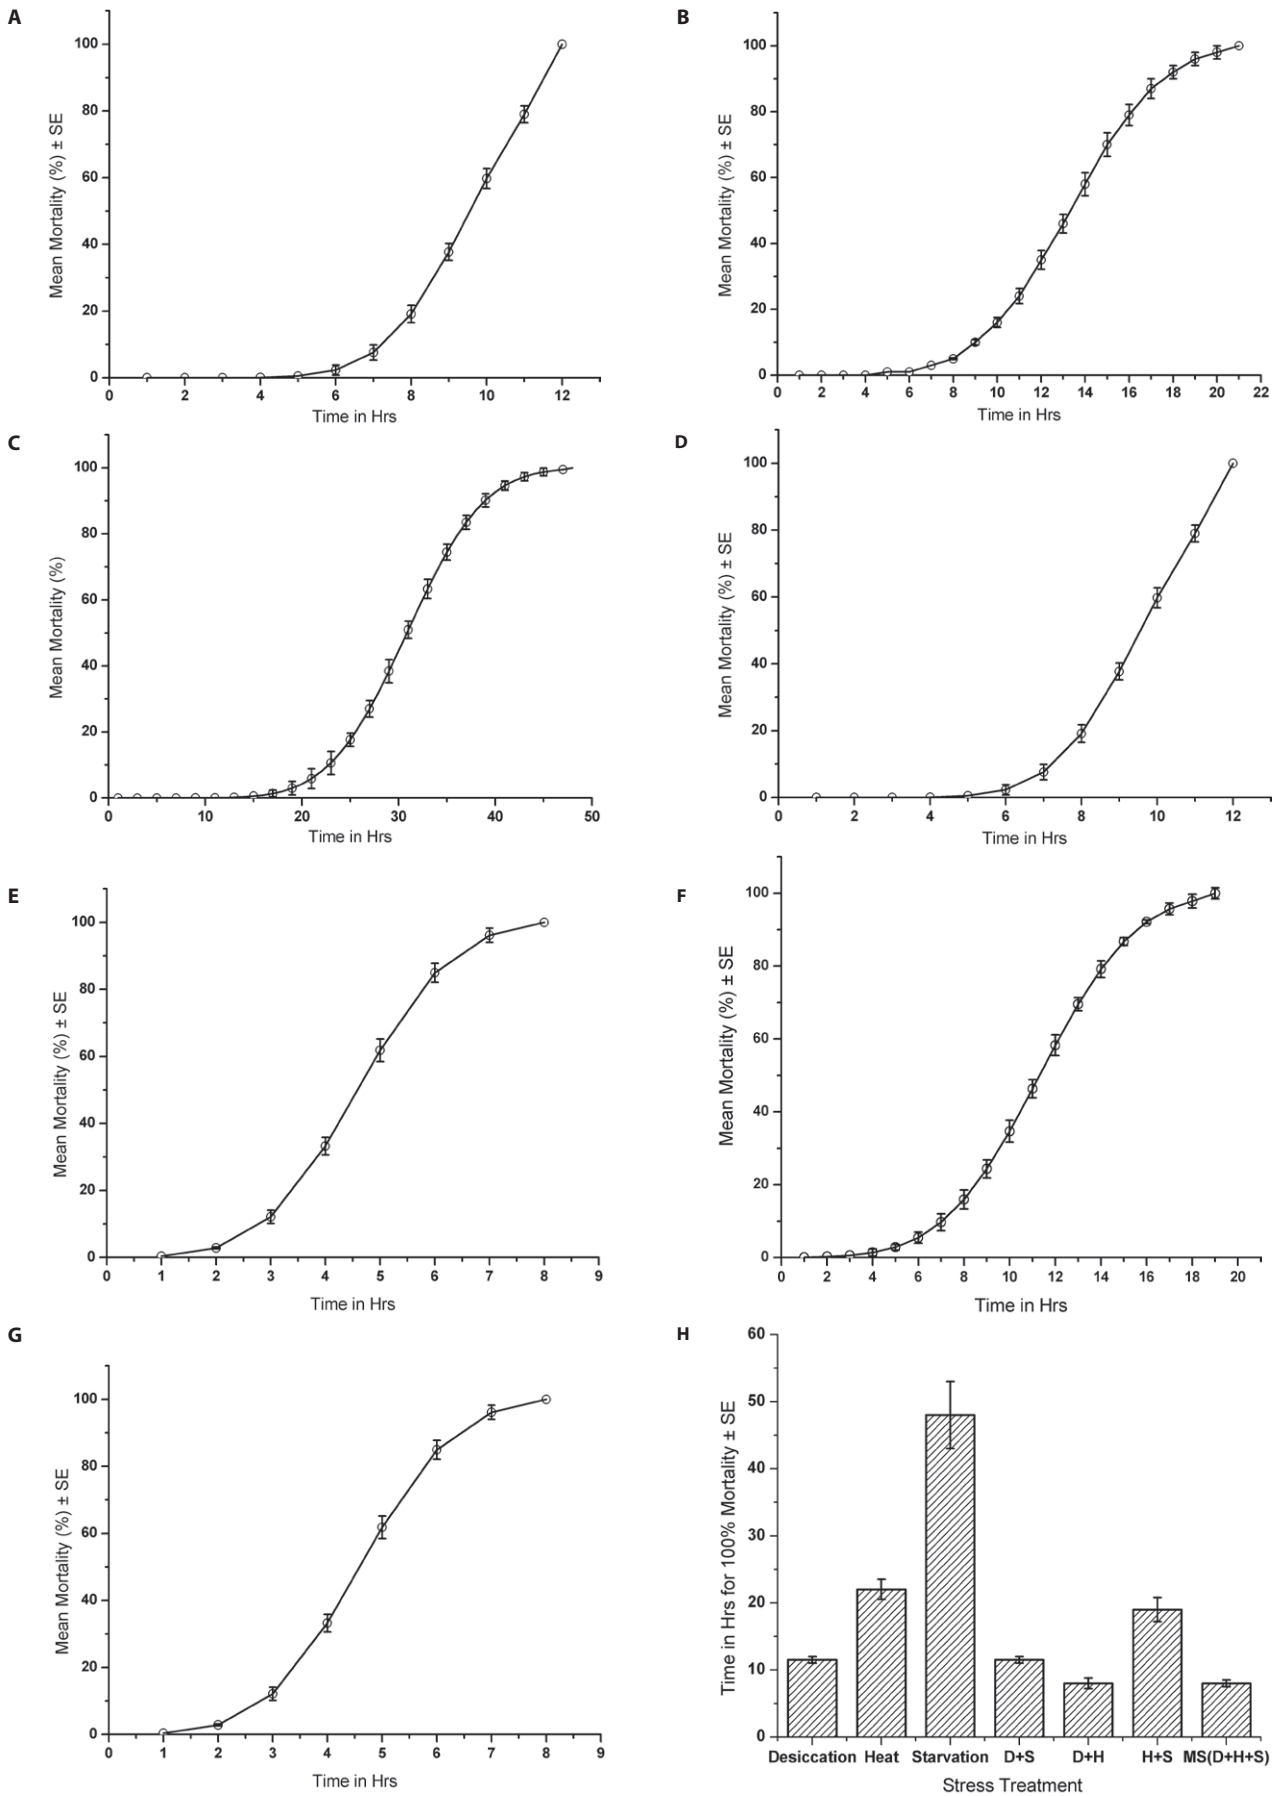 A
Mean Mortality (%) ± SE
100
80
60
40
20
0
0 2 4 6 8 10 12
Time in Hrs
B
Mean Mortality (%) ± SE
100
80
60
40
20
0
0 2 4 6 8 10 12 14 16 18 20 22
Time in Hrs
C
Mean Mortality (%)
100
80
60
40
20
0
0 10 20 30 40 50
Time in Hrs
D
Mean Mortality (%) ± SE
100
80
60
40
20
0
0 2 4 6 8 10 12
Time in Hrs
E
Mean Mortality (%) ± SE
100
80
60
40
20
0
0 1 2 3 4 5 6 7 8 9
Time in Hrs
F
Mean Mortality (%) ± SE
100
80
60
40
20
0
0 2 4 6 8 10 12 14 16 18 20
Time in Hrs
G
Mean Mortality (%) ± SE
100
80
60
40
20
0
0 1 2 3 4 5 6 7 8 9
Time in Hrs
H
Time in Hrs for 100% Mortality ± SE
60
50
40
30
20
10
0
Desiccation Heat Starvation D+S D+H H+S MS(D+H+S)
Stress Treatment